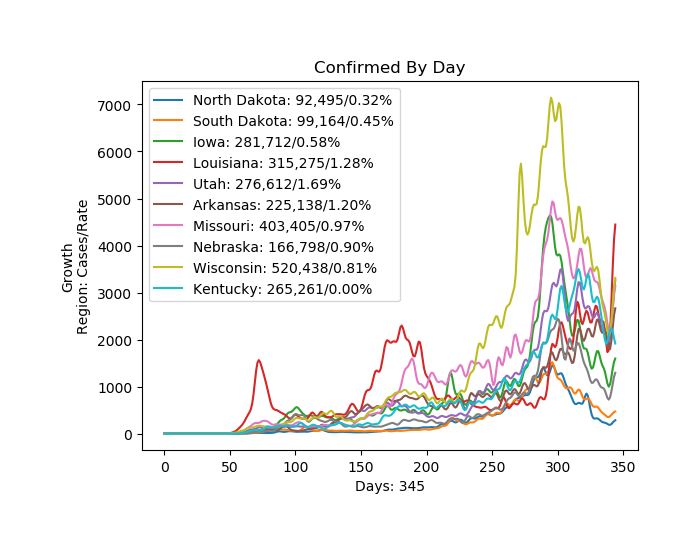 Confirmed By Day
7000
6000
5000
4000
3000
2000
1000
0
Growth
Region: Cases/Rate
North Dakota: 92,495/0.32%
South Dakota: 99,164/0.45%
Iowa: 281,712/0.58%
Louisiana: 315,275/1.28%
Utah: 276,612/1.69%
Arkansas: 225,138/1.20%
Missouri: 403,405/0.97%
Nebraska: 166,798/0.90%
Wisconsin: 520,438/0.81%
Kentucky: 265,261/0.00%
0 50 100 150 200 250 300 350
Days: 345